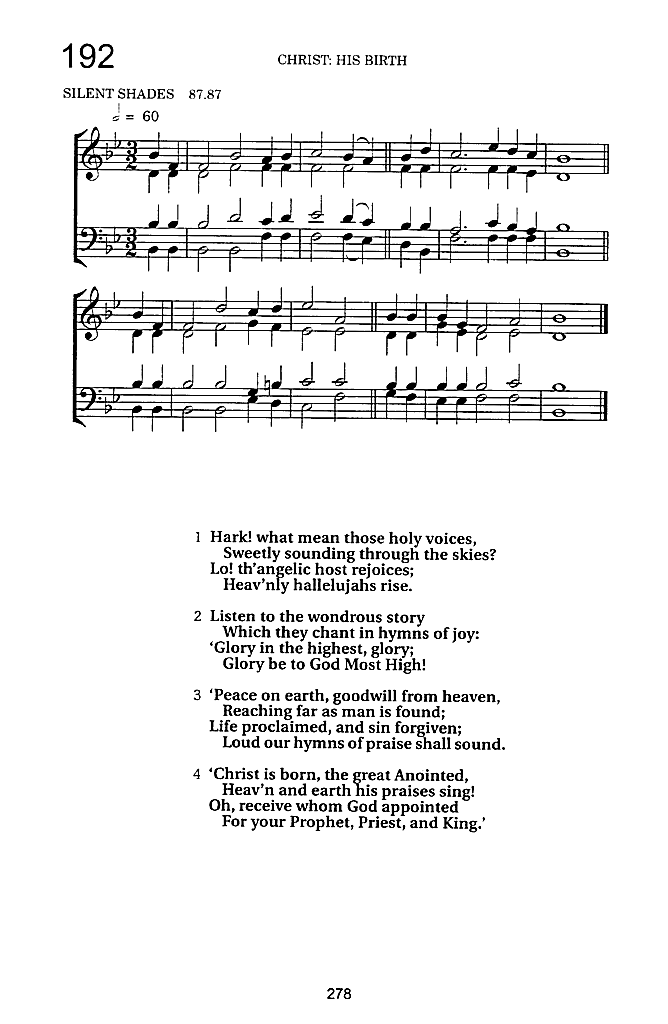 192
CHRIST: HIS BIRTH
SILENT SHADES 87.87
= 60
1 Hark! what mean those holy voices,
Sweetly sounding through the skies?
Lo! th'angelic host rejoices;
Heav'nly hallelujahs rise.
2 Listen to the wondrous story
Which they chant in hymns of joy:
‘Glory in the highest, glory;
Glory be to God Most High!
3 ‘Peace on earth, goodwill from heaven,
Reaching far as man is found;
Life proclaimed, and sin forgiven;
Loud our hymns of praise shall sound.
4 ‘Christ is born, the great Anointed,
Heav'n and earth his praises sing!
Oh, receive whom God appointed
For your Prophet, Priest, and King.’
278